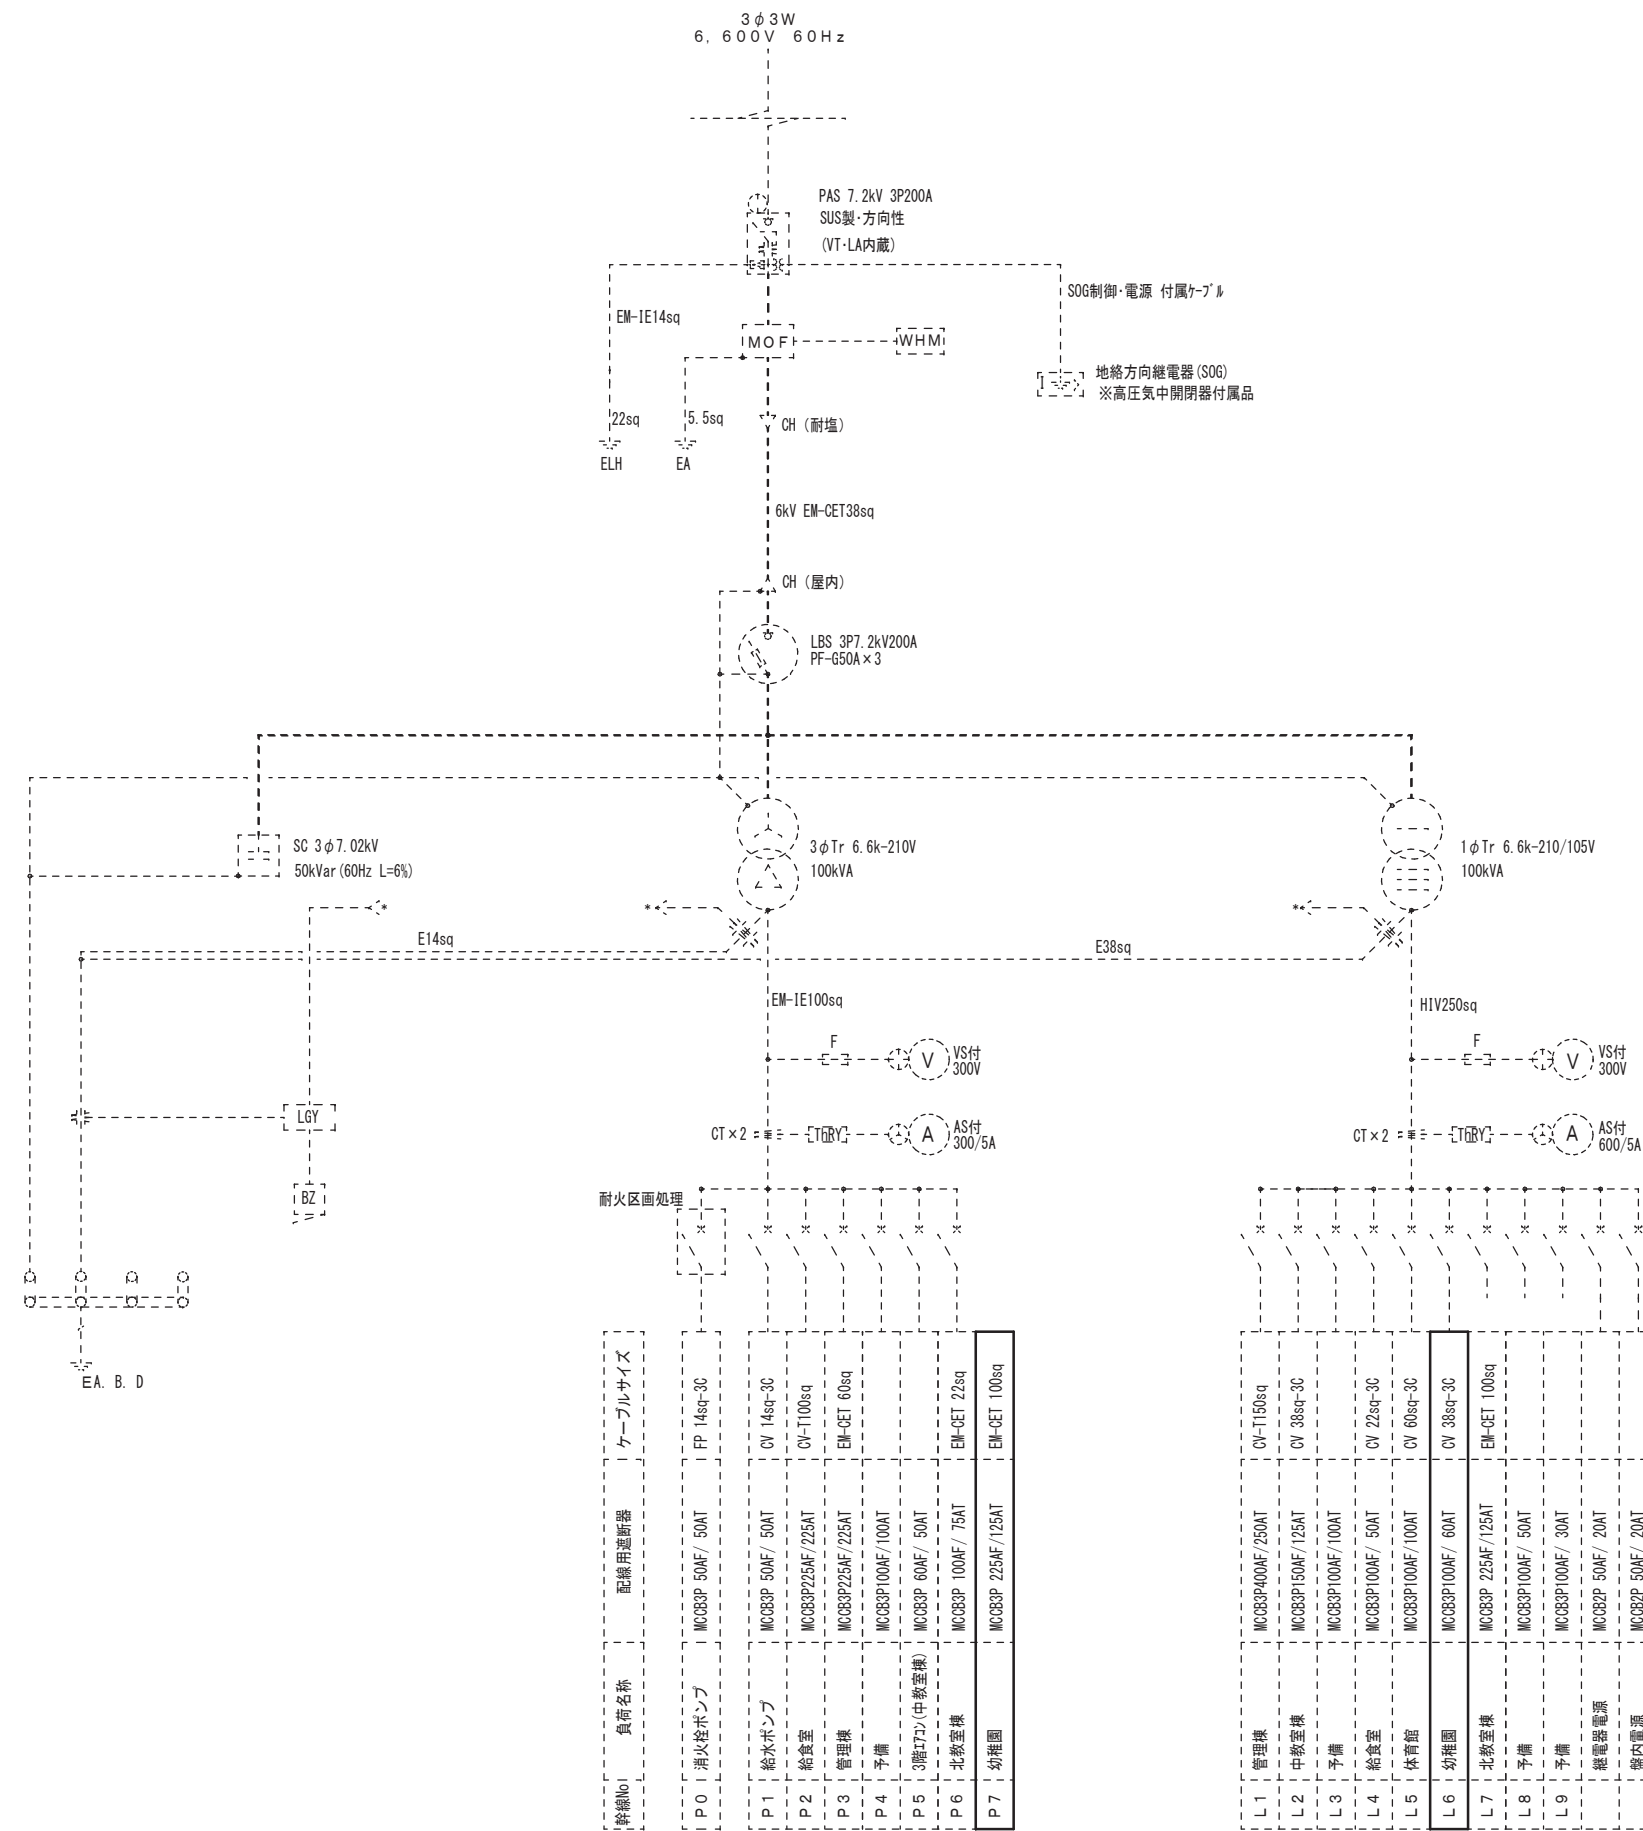 3φ3W
6,600V 60Hz
PAS 7.2kV 3P200A
SUS製・方向性
(VT・LA内蔵)
SOG制御・電源 付属ｹｰﾌﾞﾙ
EM-IE14sq
MOF
WHM
地絡方向継電器(SOG)
※高圧気中開閉器付属品
I
22sq
5.5sq
CH (耐塩)
ELH
EA
6kV EM-CET38sq
CH (屋内)
LBS 3P7.2kV200A
PF-G50A×3
SC 3φ7.02kV
50kVar(60Hz L=6%)
3φTr 6.6k-210V
100kVA
1φTr 6.6k-210/105V
100kVA
*
*
*
E14sq
E38sq
EM-IE100sq
HIV250sq
F
V
VS付
300V
F
V
VS付
300V
LGY
CT×2
ThRY
A
AS付
300/5A
CT×2
ThRY
A
AS付
600/5A
BZ
耐火区画処理
EA. B. D
幹線No 負荷名称 配線用遮断器 ケーブルサイズ
P0 消火栓ポンプ MCCB3P 50AF/ 50AT FP 14sq-3C
P1 給水ポンプ MCCB3P 50AF/ 50AT CV 14sq-3C
P2 給食室 MCCB3P225AF/225AT CV-T100sq
P3 管理棟 MCCB3P225AF/225AT EM-CET 60sq
P4 予備 MCCB3P100AF/100AT
P5 3階ｴｱｺﾝ(中教室棟) MCCB3P 60AF/ 50AT
P6 北教室棟 MCCB3P 100AF/ 75AT EM-CET 22sq
P7 幼稚園 MCCB3P 225AF/125AT EM-CET 100sq
L1 管理棟 MCCB3P400AF/250AT CV-T150sq
L2 中教室棟 MCCB3P150AF/125AT CV 38sq-3C
L3 予備 MCCB3P100AF/100AT
L4 給食室 MCCB3P100AF/ 50AT CV 22sq-3C
L5 体育館 MCCB3P100AF/100AT CV 60sq-3C
L6 幼稚園 MCCB3P100AF/ 60AT CV 38sq-3C
L7 北教室棟 MCCB3P 225AF/125AT EM-CET 100sq
L8 予備 MCCB3P100AF/ 50AT
L9 予備 MCCB3P100AF/ 30AT
継電器電源 MCCB2P 50AF/ 20AT
盤内電源 MCCB2P 50AF/ 20AT